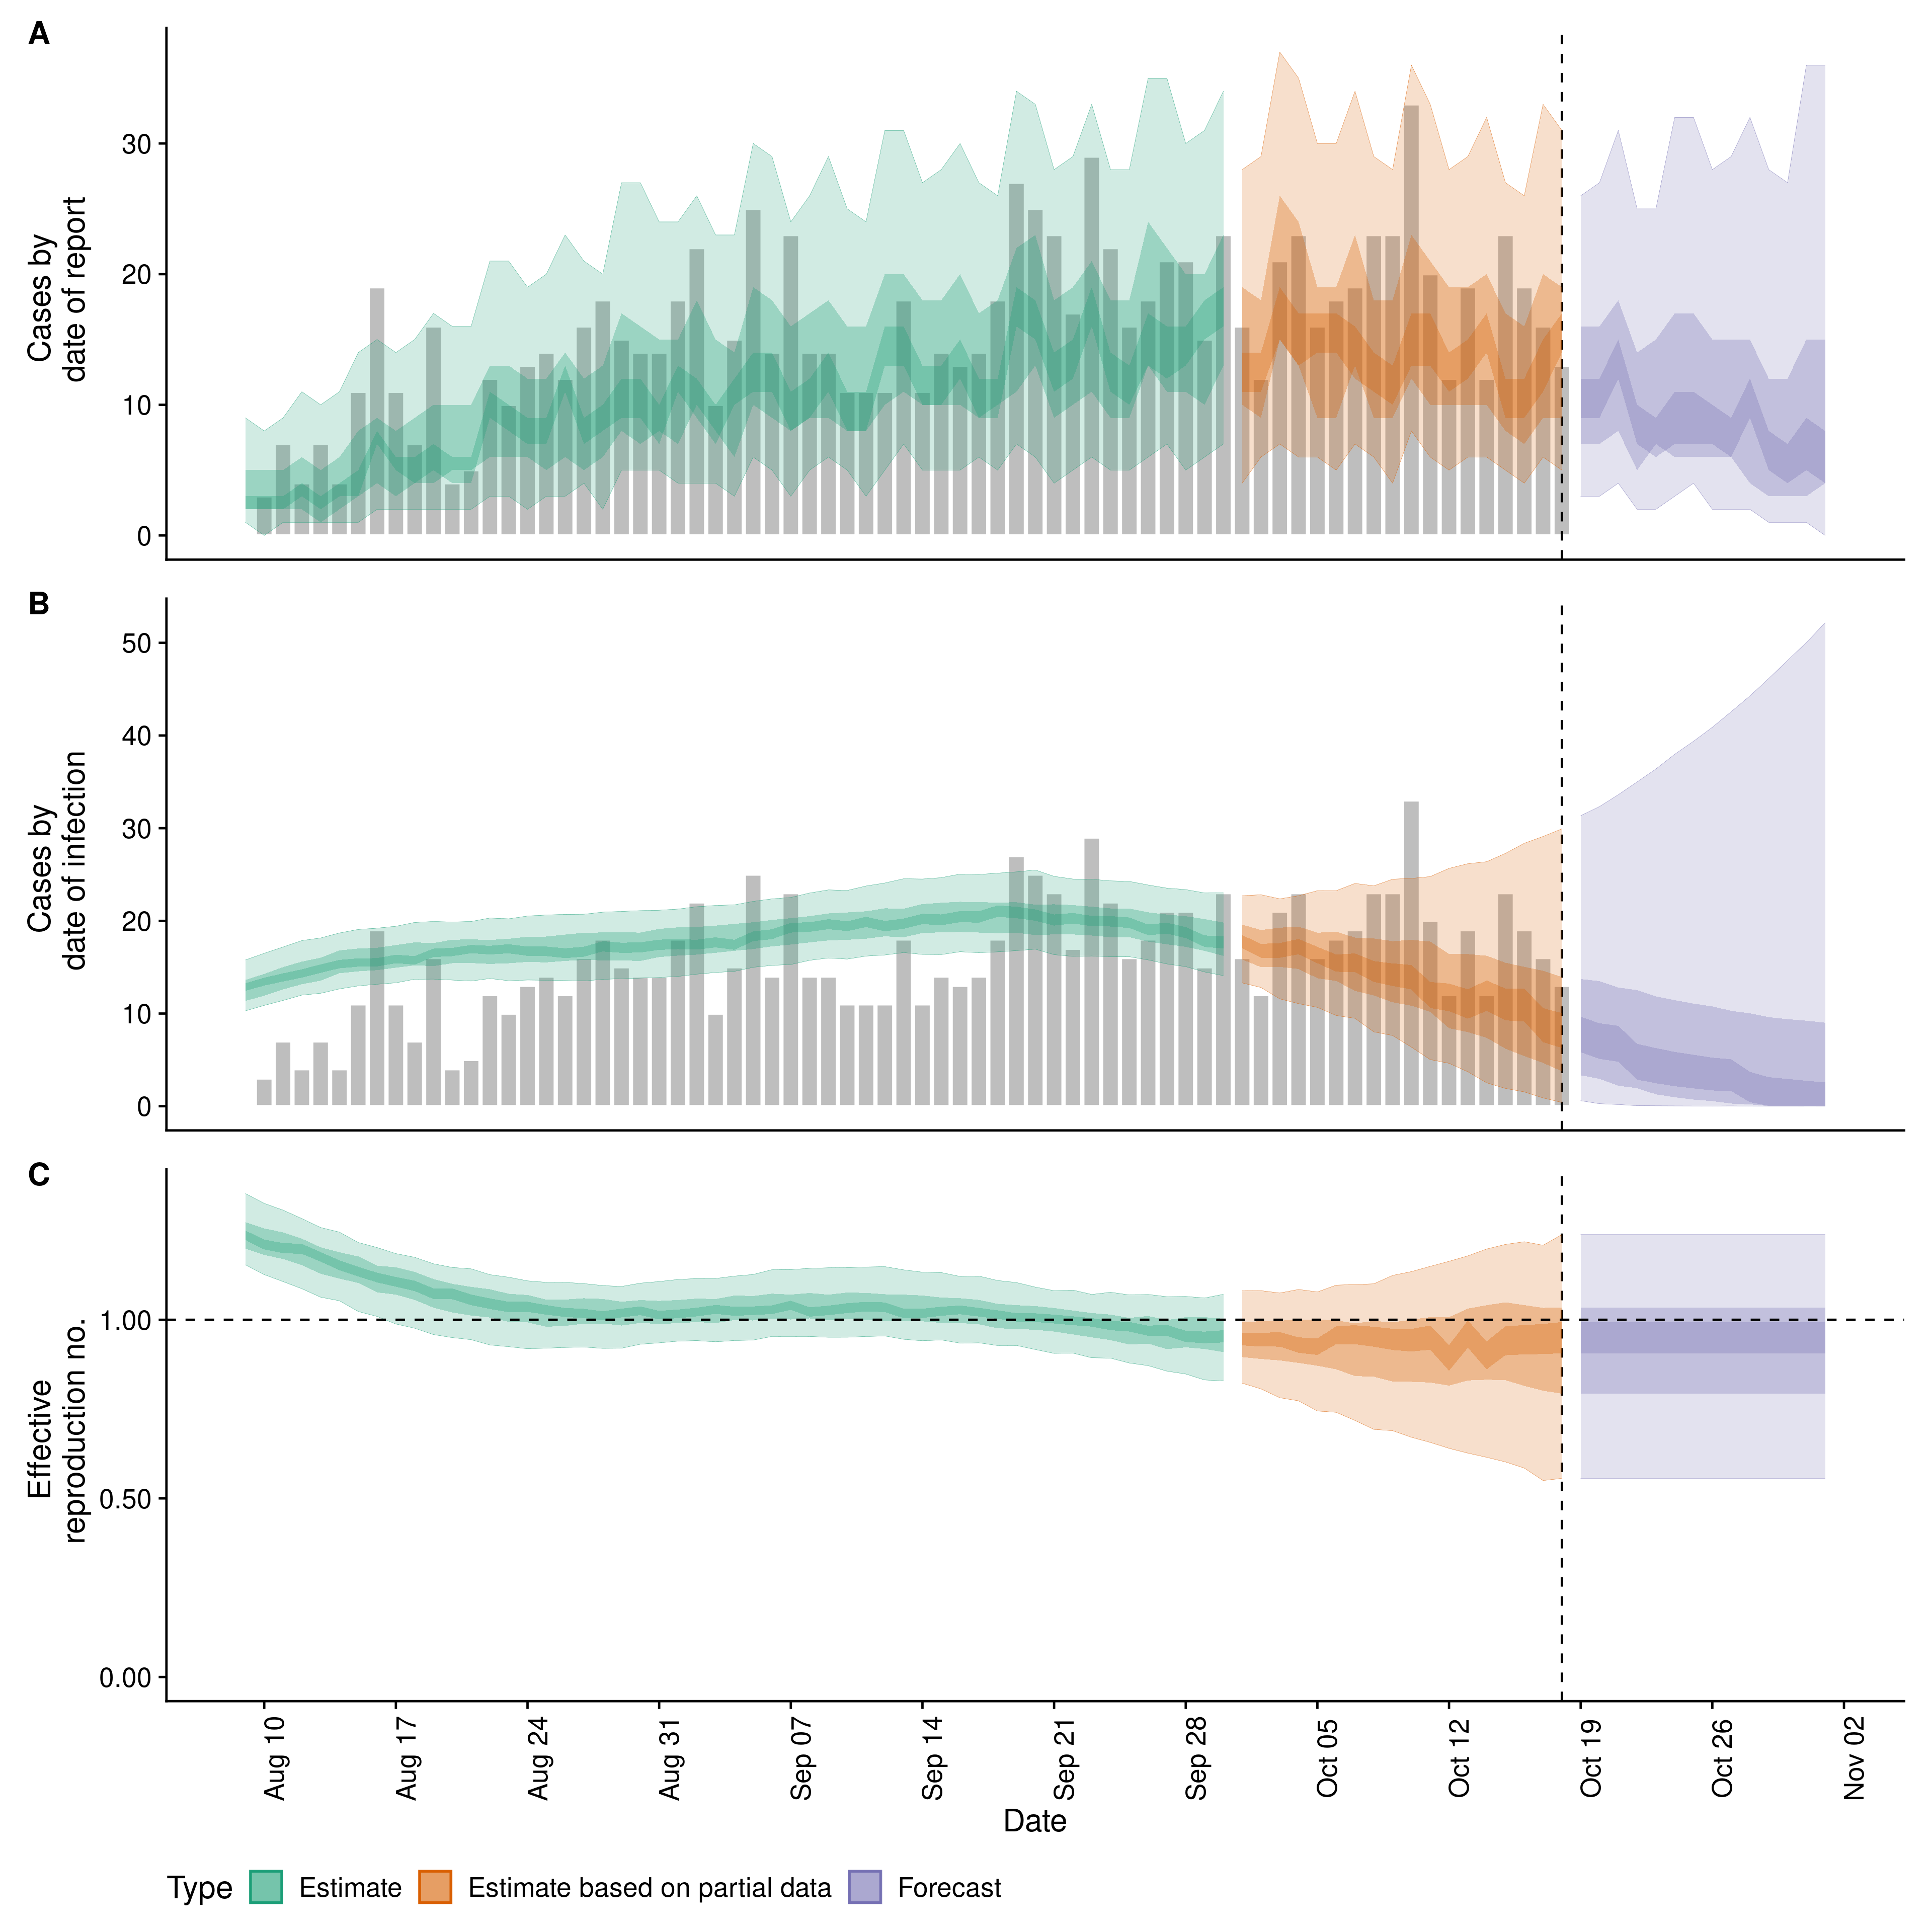 A
Cases by
date of report
30
20
10
0
B
Cases by
date of infection
50
40
30
20
10
0
C
Effective
reproduction no.
1.00
0.50
0.00
Aug 10
Aug 17
Aug 24
Aug 31
Sep 07
Sep 14
Sep 21
Sep 28
Oct 05
Oct 12
Oct 19
Oct 26
Nov 02
Date
Type Estimate Estimate based on partial data Forecast